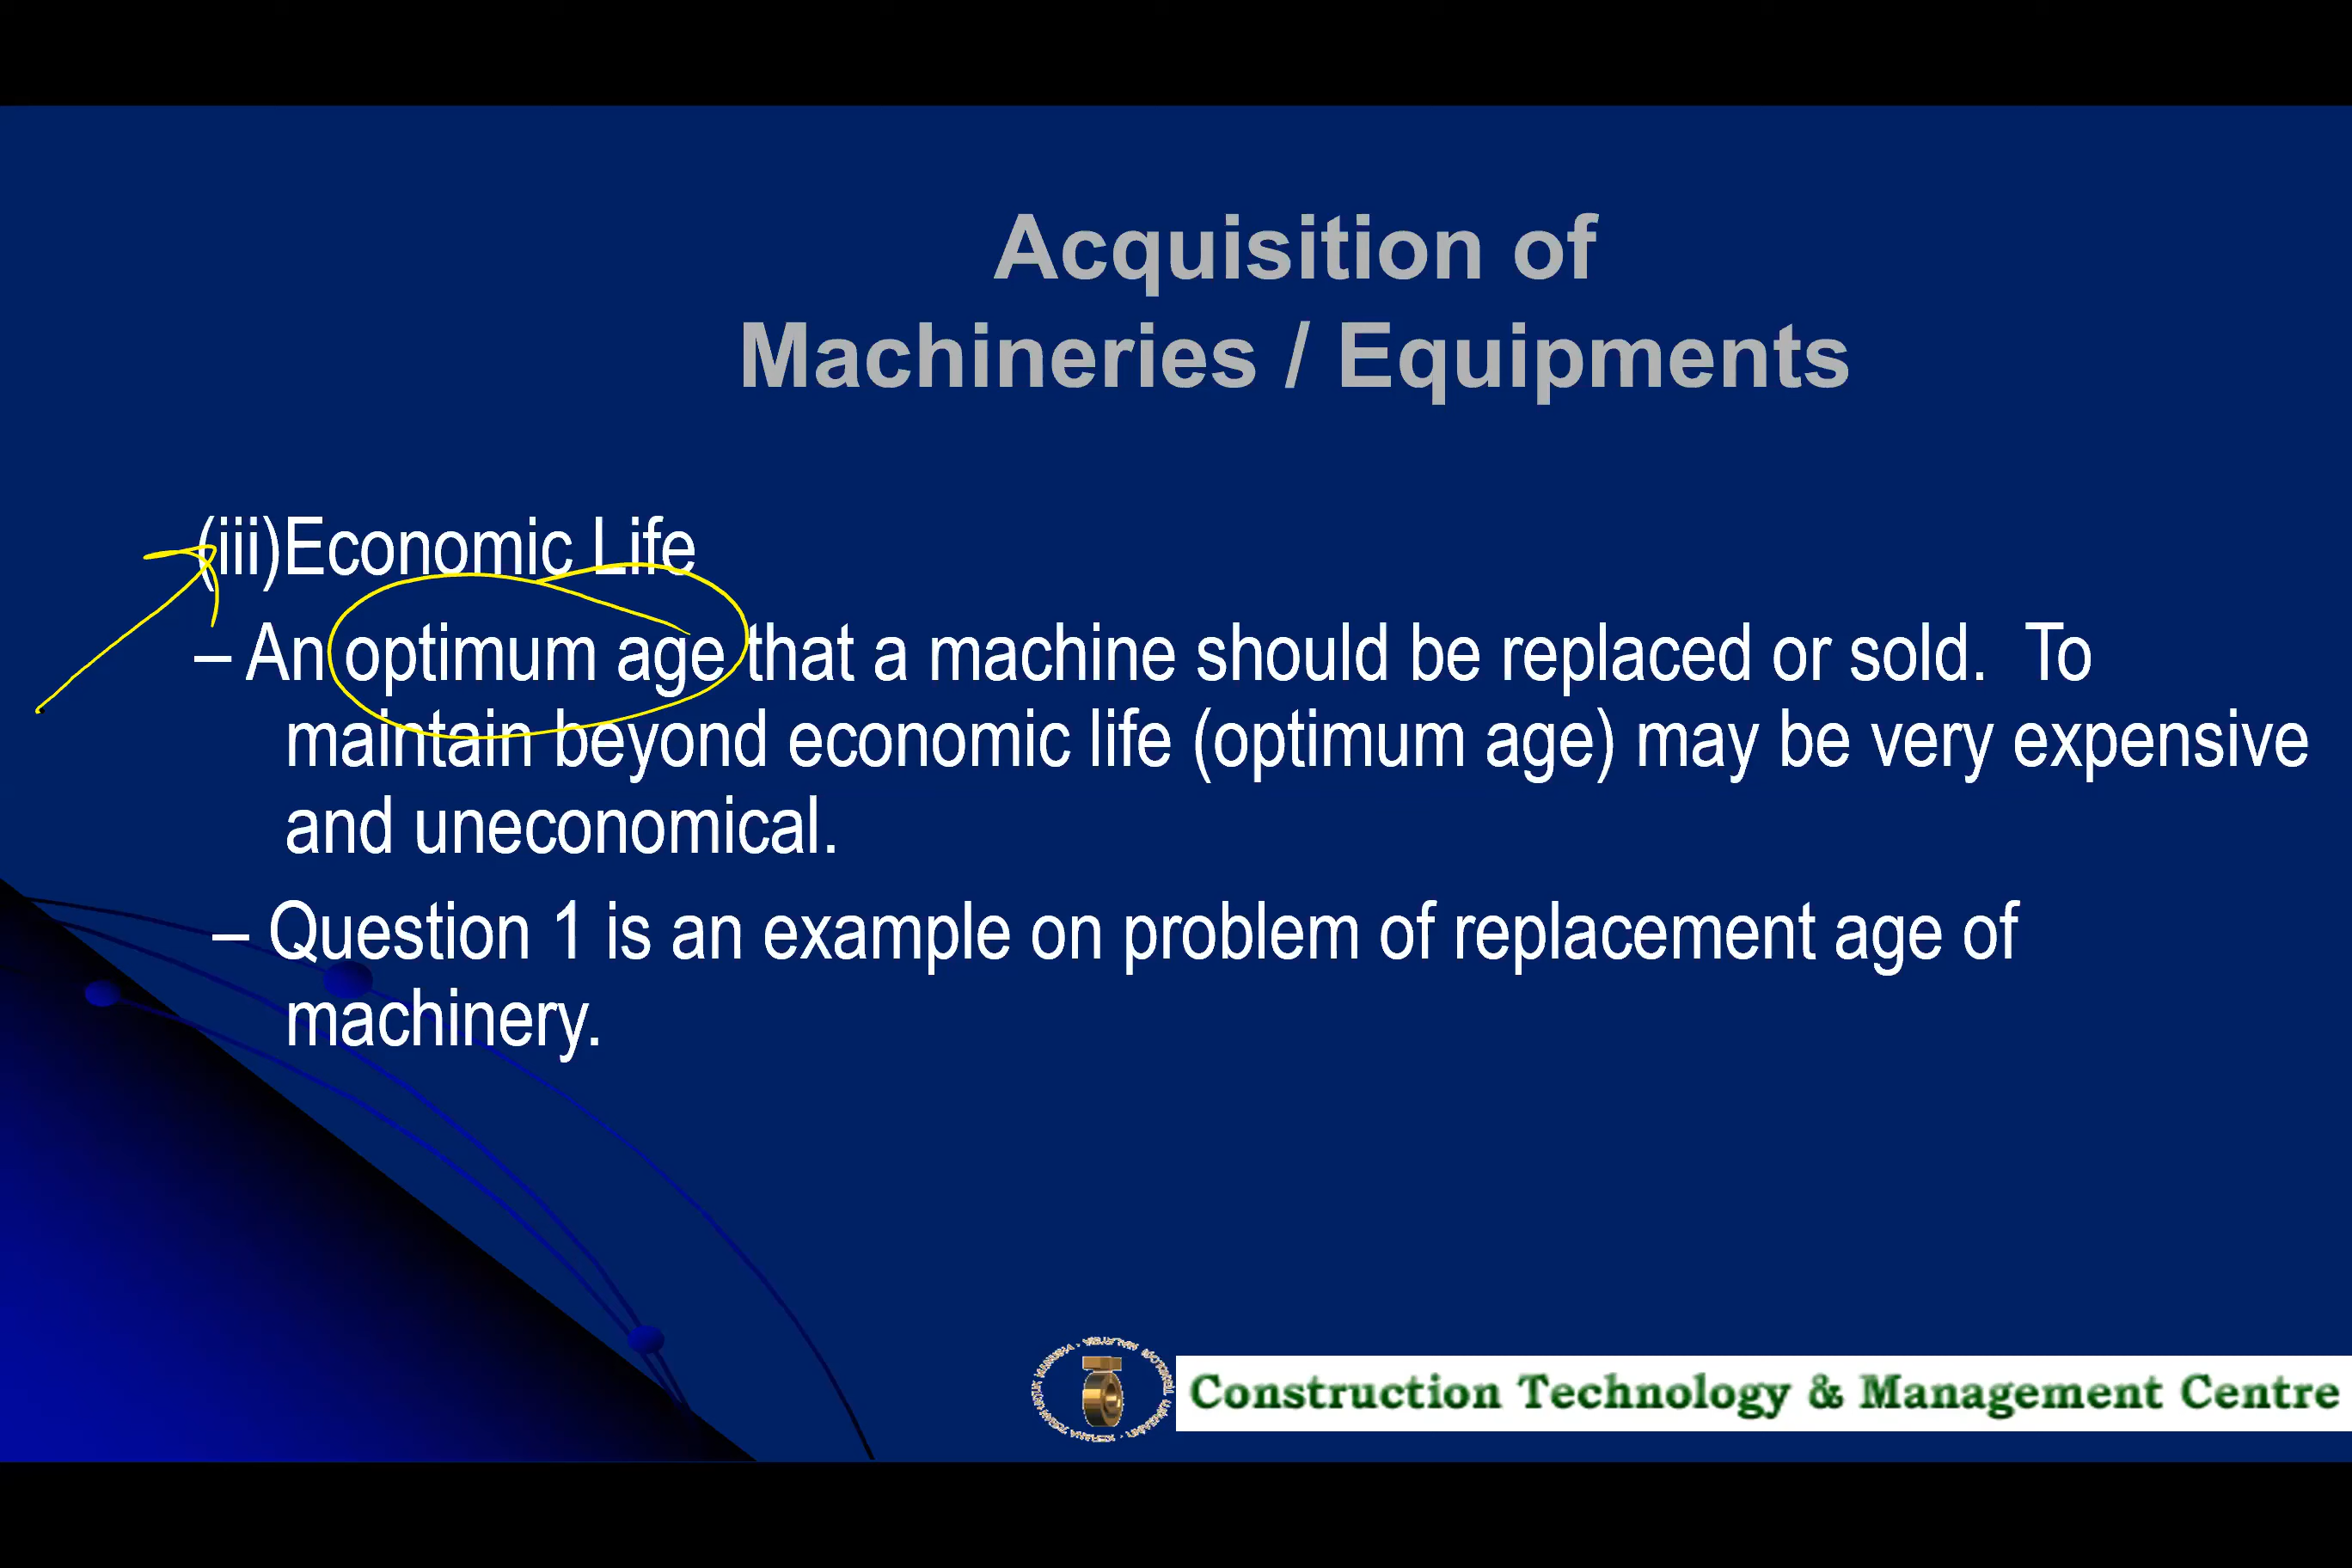 Acquisition of
Machineries / Equipments
(iii)Economic Life
– An optimum age that a machine should be replaced or sold. To
maintain beyond economic life (optimum age) may be very expensive
and uneconomical.
– Question 1 is an example on problem of replacement age of
machinery.
Construction Technology & Management Centre